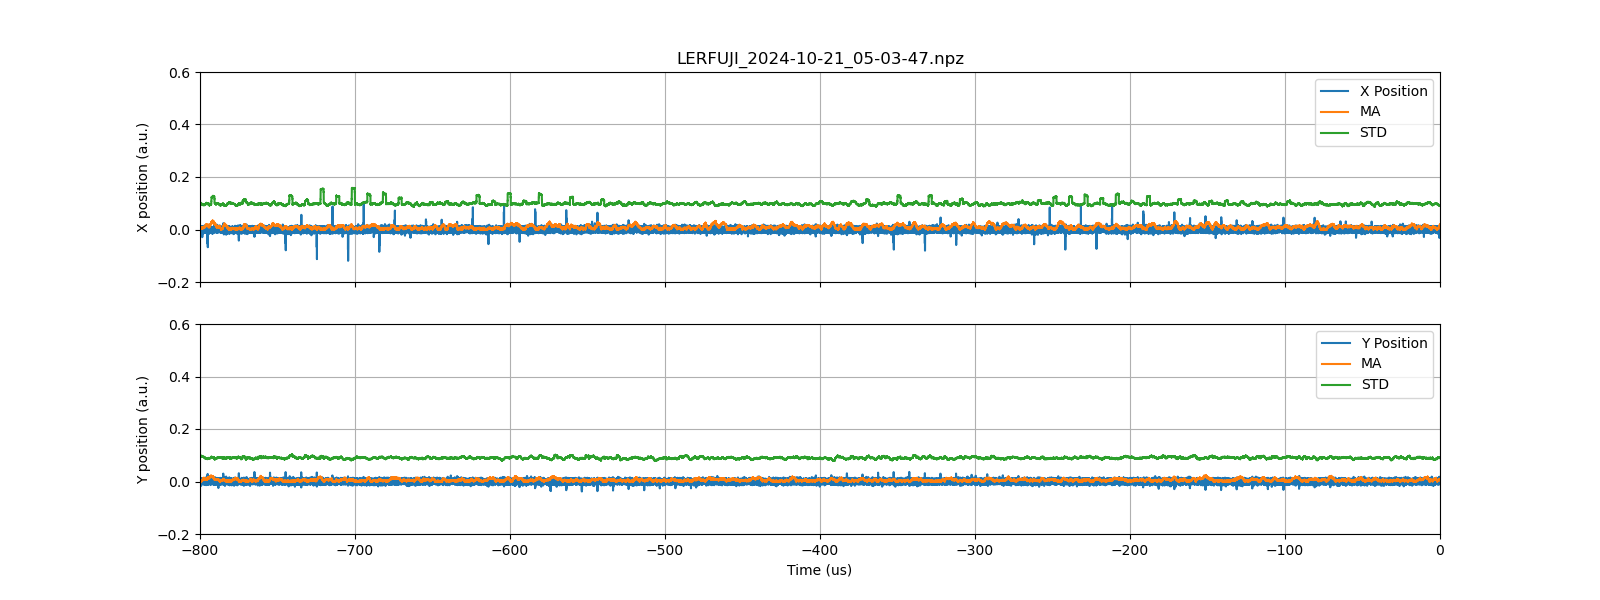 LERFUJI_2024-10-21_05-03-47.npz
0.6
0.4
0.2
0.0
−0.2
X position (a.u.)
X Position
MA
STD
0.6
0.4
0.2
0.0
−0.2
Y position (a.u.)
Y Position
MA
STD
−800 −700 −600 −500 −400 −300 −200 −100 0
Time (us)